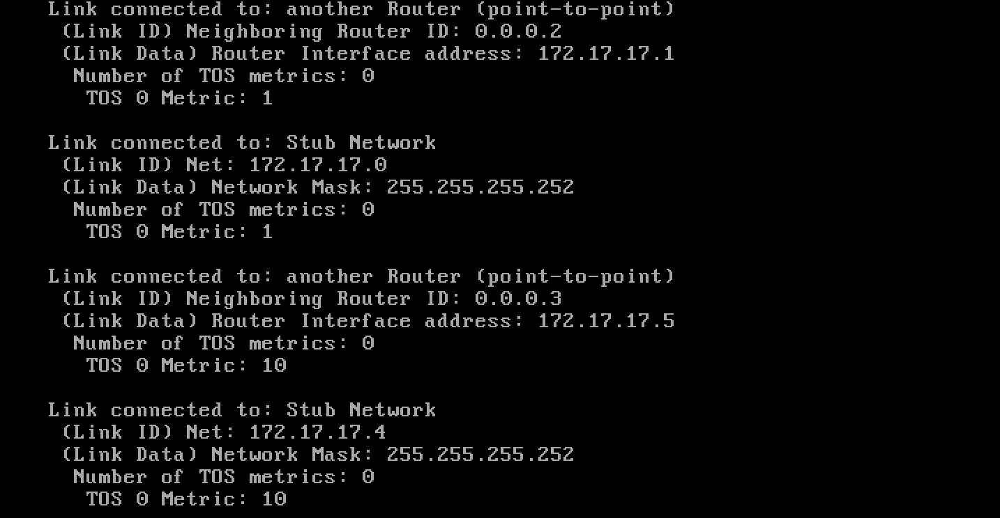 Link connected to: another Router (point-to-point)
(Link ID) Neighboring Router ID: 0.0.0.2
(Link Data) Router Interface address: 172.17.17.1
Number of TOS metrics: 0
TOS 0 Metric: 1
Link connected to: Stub Network
(Link ID) Net: 172.17.17.0
(Link Data) Network Mask: 255.255.255.252
Number of TOS metrics: 0
TOS 0 Metric: 1
Link connected to: another Router (point-to-point)
(Link ID) Neighboring Router ID: 0.0.0.3
(Link Data) Router Interface address: 172.17.17.5
Number of TOS metrics: 0
TOS 0 Metric: 10
Link connected to: Stub Network
(Link ID) Net: 172.17.17.4
(Link Data) Network Mask: 255.255.255.252
Number of TOS metrics: 0
TOS 0 Metric: 10